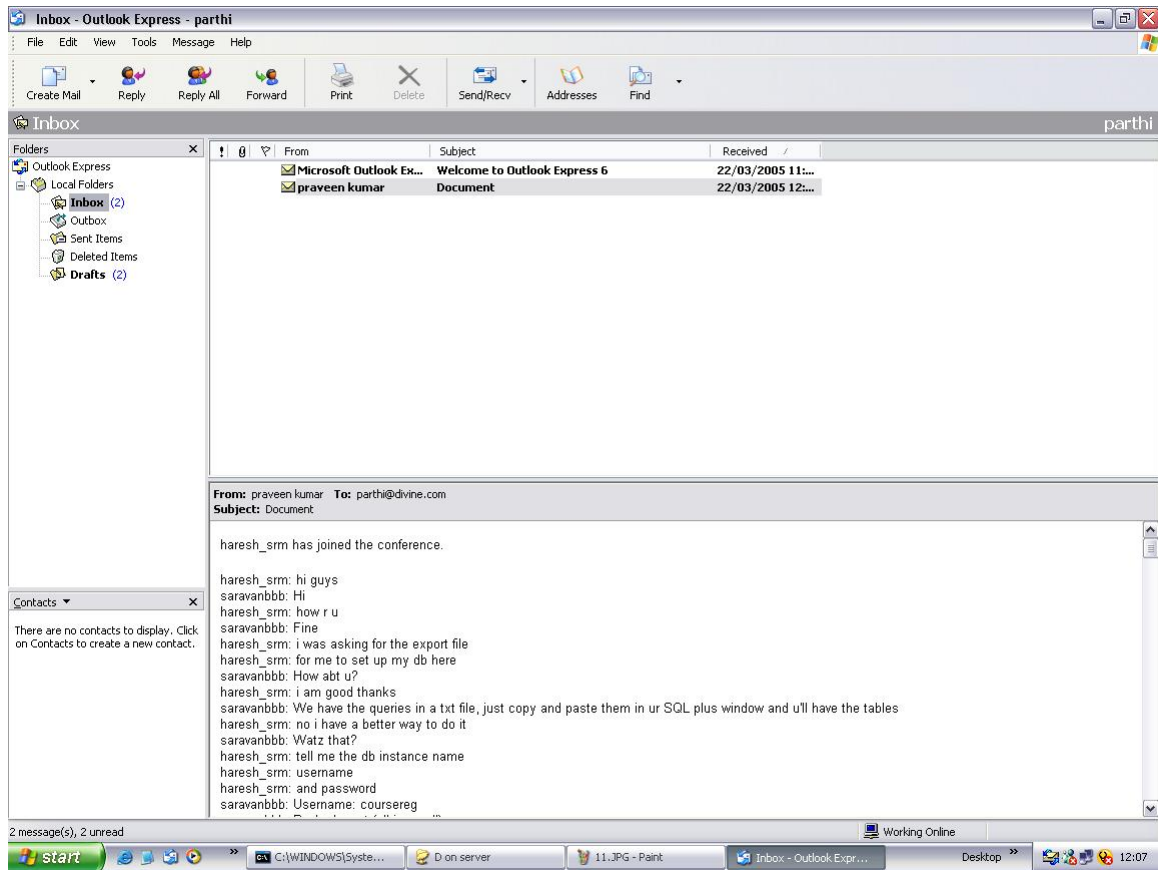 Inbox - Outlook Express - parthi
File Edit View Tools Message Help
Create Mail Reply Reply All Forward Print Delete Send/Recv Addresses Find
Inbox parthi
Folders
Outlook Express
Local Folders
Inbox (2)
Outbox
Sent Items
Deleted Items
Drafts (2)
! From Subject Received
Microsoft Outlook Ex... Welcome to Outlook Express 6 22/03/2005 11:...
praveen kumar Document 22/03/2005 12:...
From: praveen kumar To: parthi@divine.com
Subject: Document
haresh_srm has joined the conference.
haresh_srm: hi guys
saravanbbb: Hi
haresh_srm: how r u
saravanbbb: Fine
haresh_srm: i was asking for the export file
haresh_srm: for me to set up my db here
saravanbbb: How abt u?
haresh_srm: i am good thanks
saravanbbb: We have the queries in a txt file, just copy and paste them in ur SQL plus window and u'll have the tables
haresh_srm: no i have a better way to do it
saravanbbb: Watz that?
haresh_srm: tell me the db instance name
haresh_srm: username
haresh_srm: and password
saravanbbb: Username: coursereg
Contacts
There are no contacts to display. Click
on Contacts to create a new contact.
2 message(s), 2 unread Working Online
start C:\WINDOWS\Syste... D on server 11.JPG - Paint Inbox - Outlook Expr... Desktop 12:07